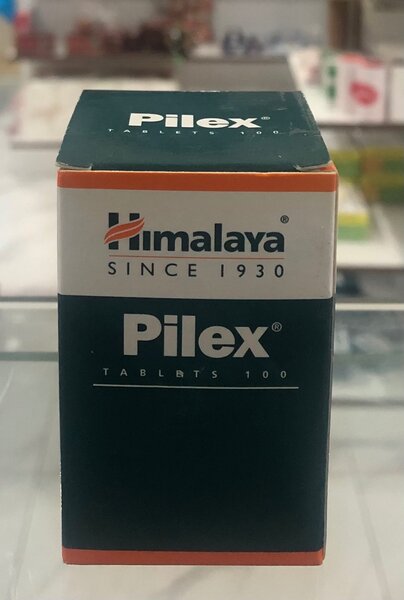 Pilex®
TABLETS 100
Himalaya®
SINCE 1930
Pilex®
TABLETS 100